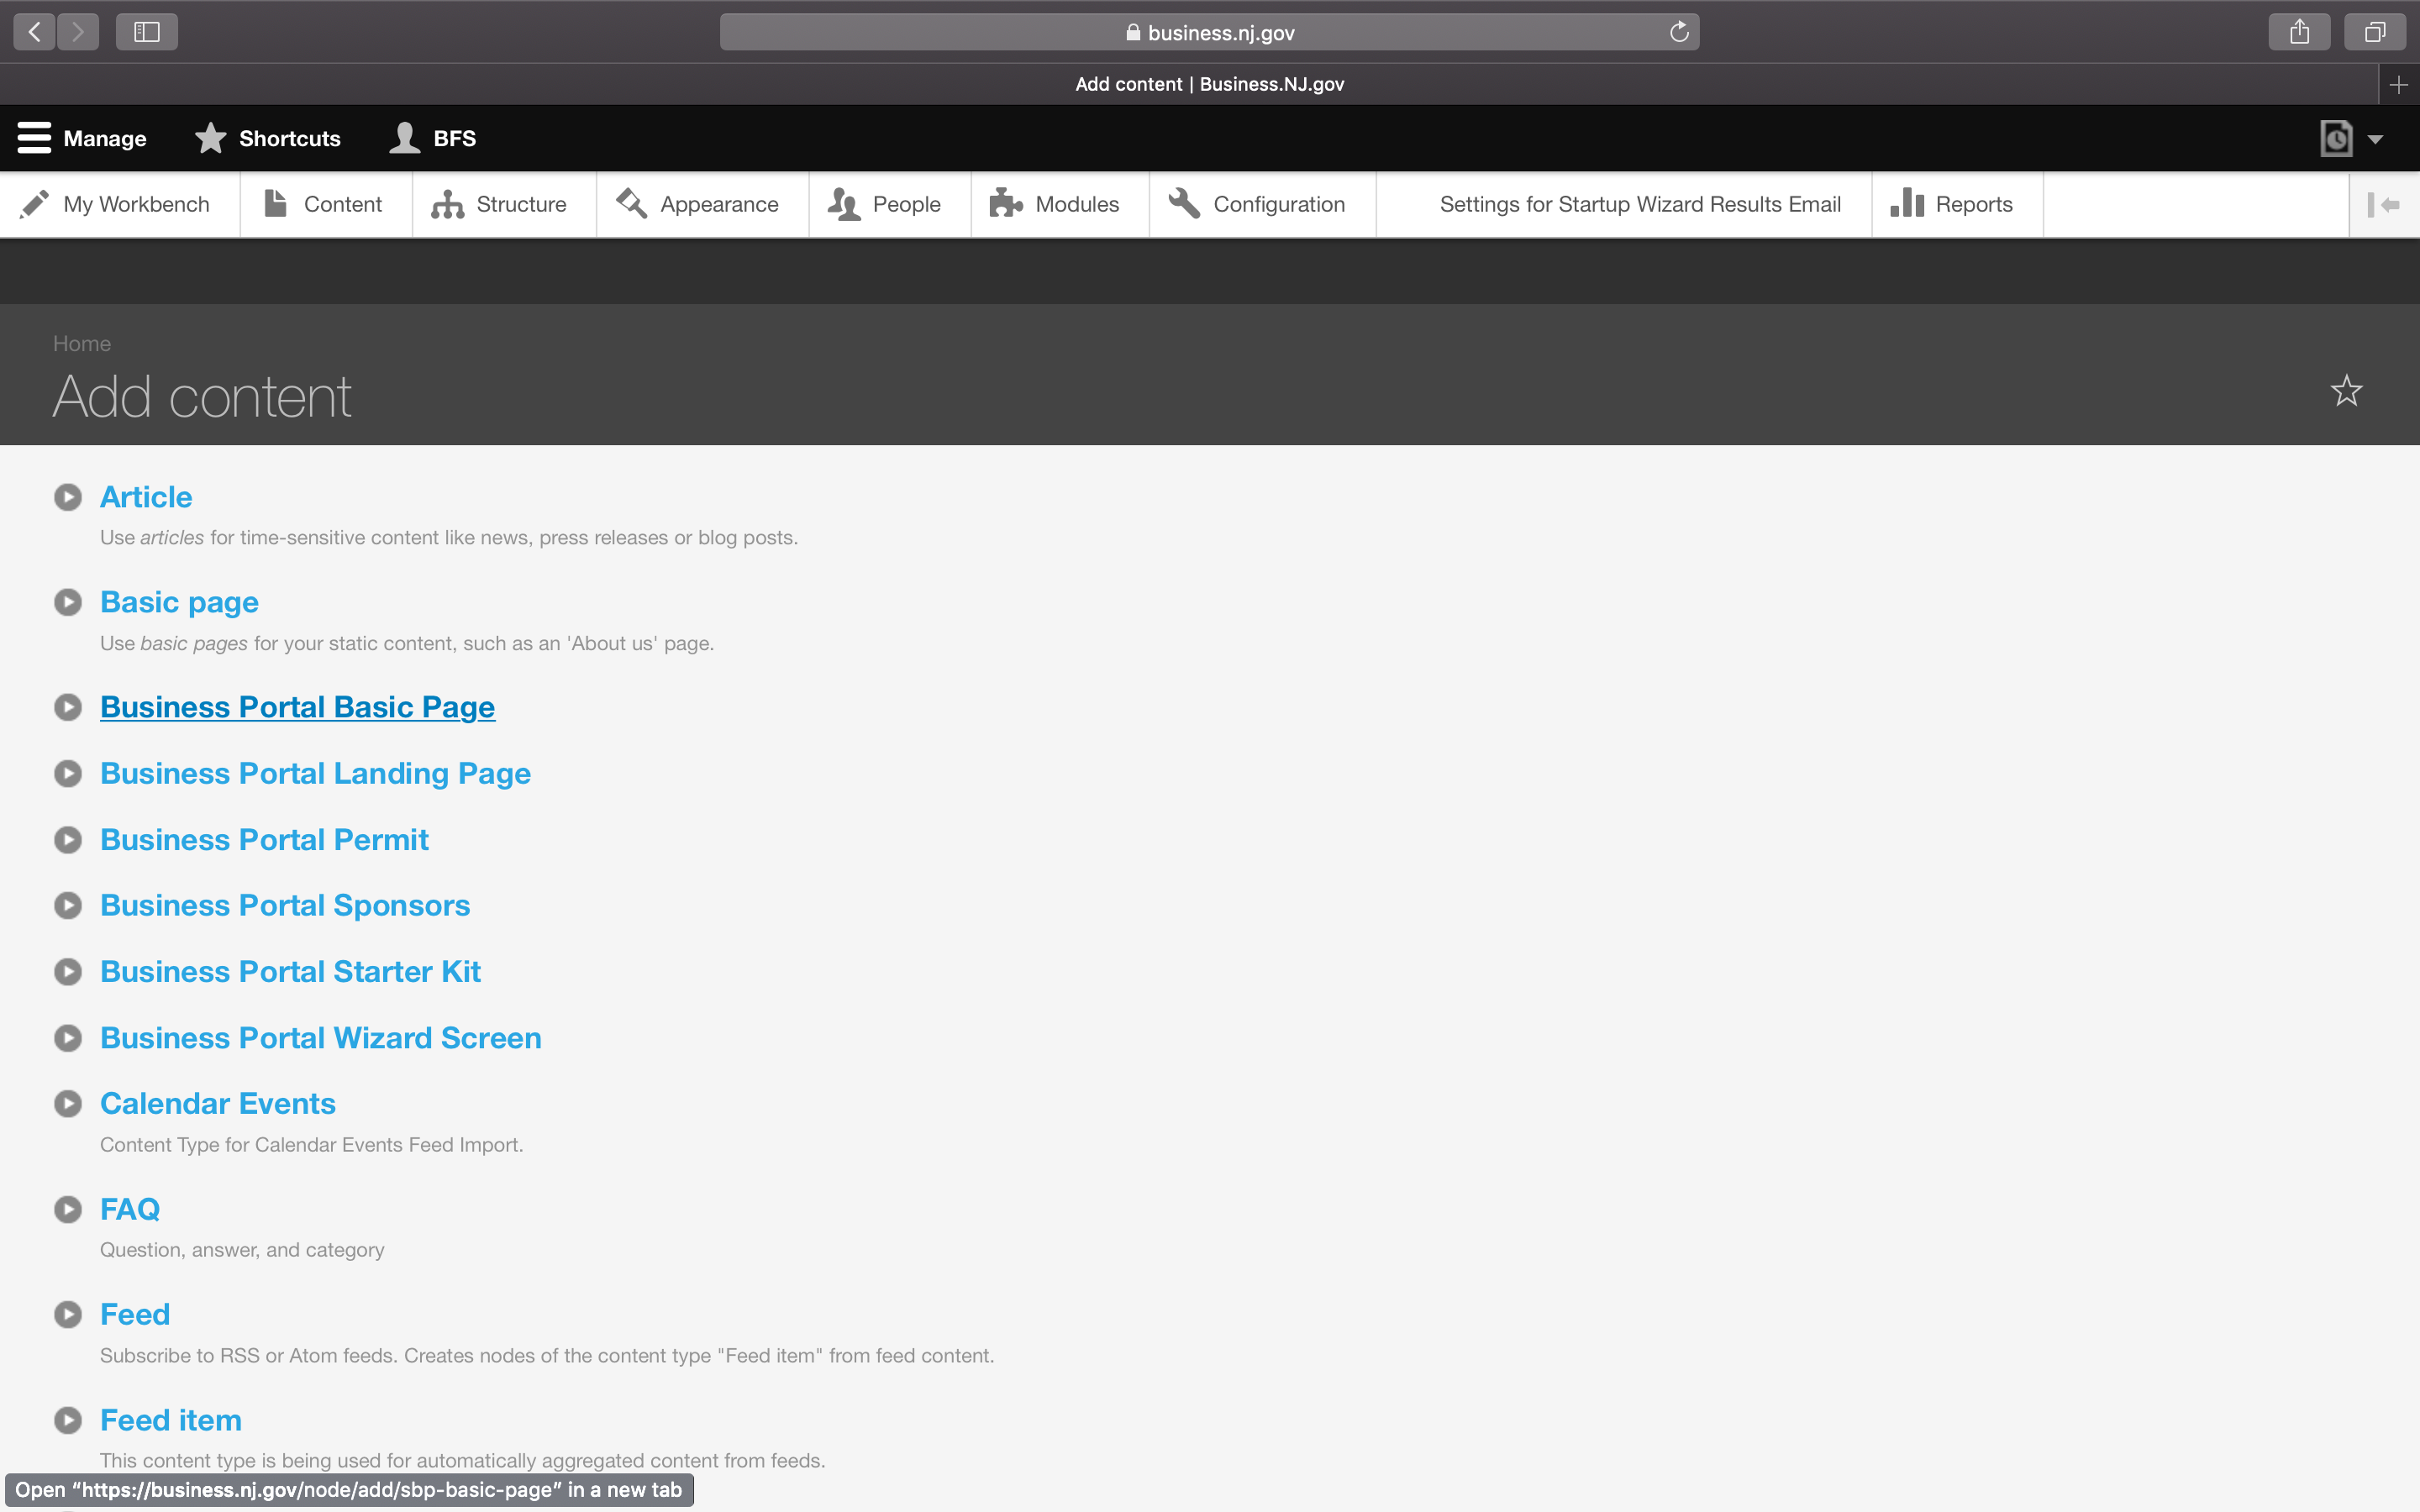 business.nj.gov
Add content | Business.NJ.gov
Manage Shortcuts BFS
My Workbench Content Structure Appearance People Modules Configuration Settings for Startup Wizard Results Email Reports
Home
Add content
Article
Use articles for time-sensitive content like news, press releases or blog posts.
Basic page
Use basic pages for your static content, such as an 'About us' page.
Business Portal Basic Page
Business Portal Landing Page
Business Portal Permit
Business Portal Sponsors
Business Portal Starter Kit
Business Portal Wizard Screen
Calendar Events
Content Type for Calendar Events Feed Import.
FAQ
Question, answer, and category
Feed
Subscribe to RSS or Atom feeds. Creates nodes of the content type "Feed item" from feed content.
Feed item
This content type is being used for automatically aggregated content from feeds.
Open “https://business.nj.gov/node/add/sbp-basic-page” in a new tab